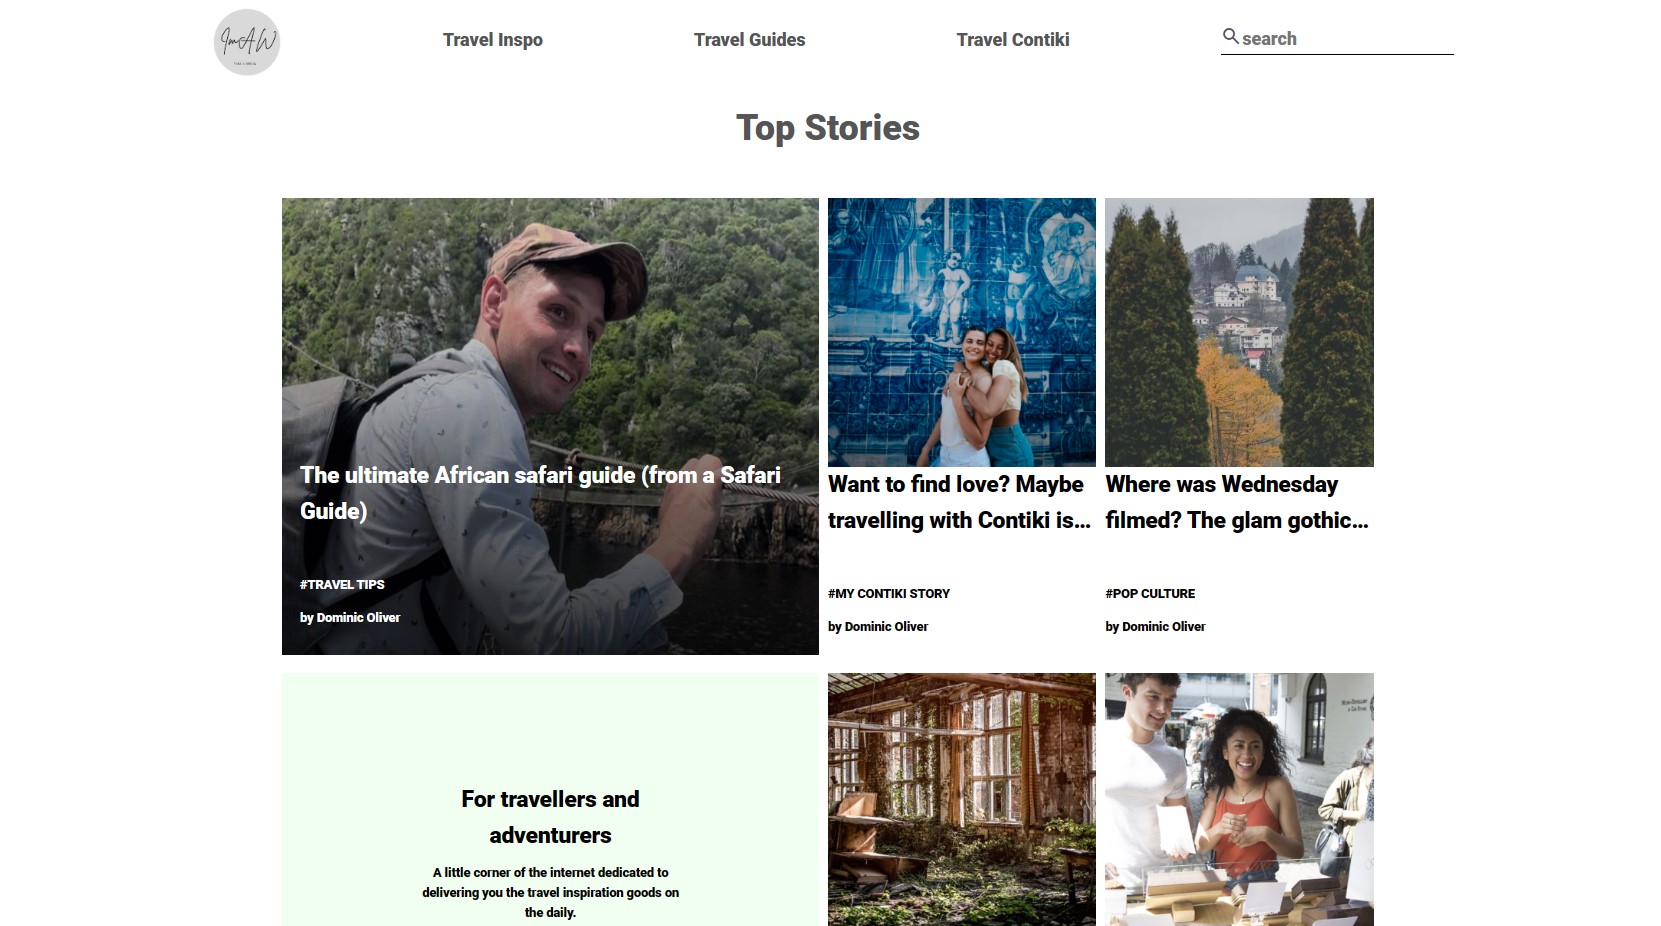 ImAW
Travel Inspo
Travel Guides
Travel Contiki
search
Top Stories
The ultimate African safari guide (from a Safari
Guide)
#TRAVEL TIPS
by Dominic Oliver
Want to find love? Maybe
travelling with Contiki is...
#MY CONTIKI STORY
by Dominic Oliver
Where was Wednesday
filmed? The glam gothic...
#POP CULTURE
by Dominic Oliver
For travellers and
adventurers
A little corner of the internet dedicated to
delivering you the travel inspiration goods on
the daily.